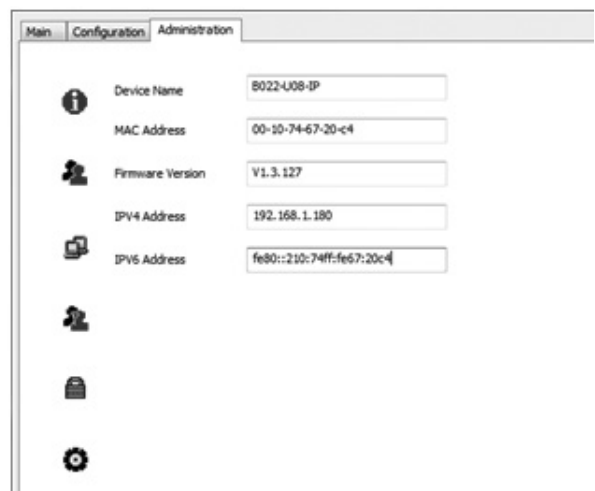 Main Configuration Administration
Device Name B022-U08-IP
MAC Address 00-10-74-67-20-c4
Firmware Version V1.3.127
IPV4 Address 192.168.1.180
IPV6 Address fe80::210:74ff:fe67:20c4